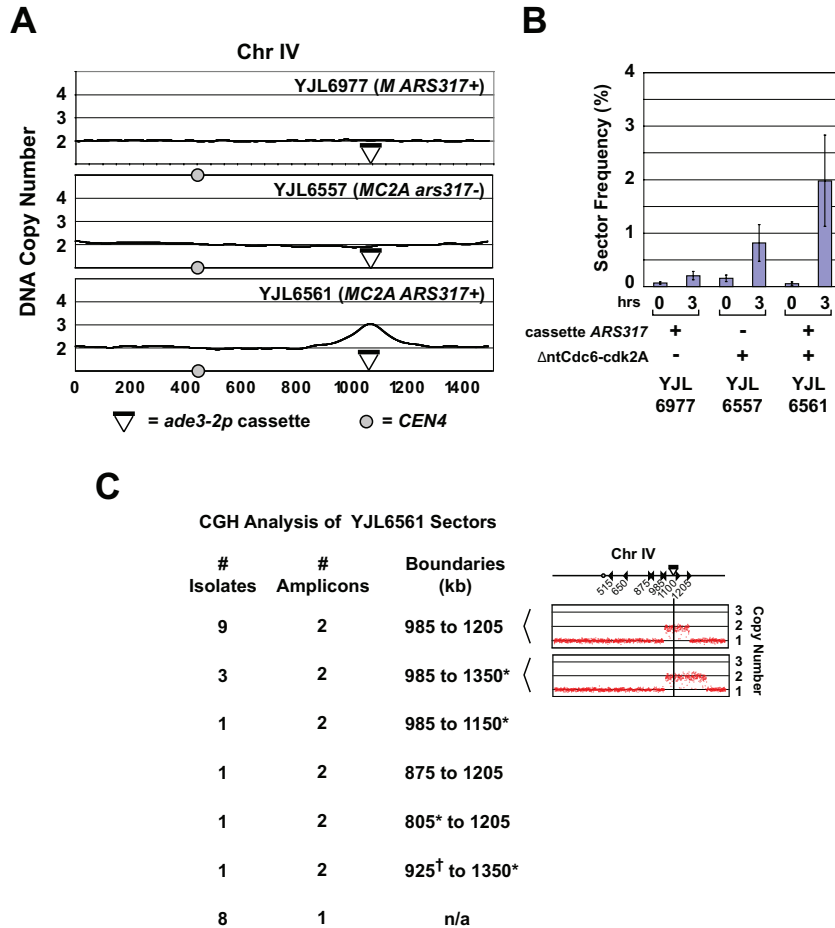 A
Chr IV
DNA Copy Number
4
3
2
YJL6977 (M ARS317+)
4
3
2
YJL6557 (MC2A ars317-)
4
3
2
YJL6561 (MC2A ARS317+)
0 200 400 600 800 1000 1200 1400
= ade3-2p cassette = CEN4
B
Sector Frequency (%)
4
3
2
1
0
hrs 0 3 0 3 0 3
cassette ARS317 + - +
ΔntCdc6-cdk2A - + +
YJL YJL YJL
6977 6557 6561
C
CGH Analysis of YJL6561 Sectors
# # Boundaries
Isolates Amplicons (kb)
9 2 985 to 1205
3 2 985 to 1350*
1 2 985 to 1150*
1 2 875 to 1205
1 2 805* to 1205
1 2 925† to 1350*
8 1 n/a
Chr IV
515 650 875 985 1100 1205
3
2
1
3
2
1
Copy Number